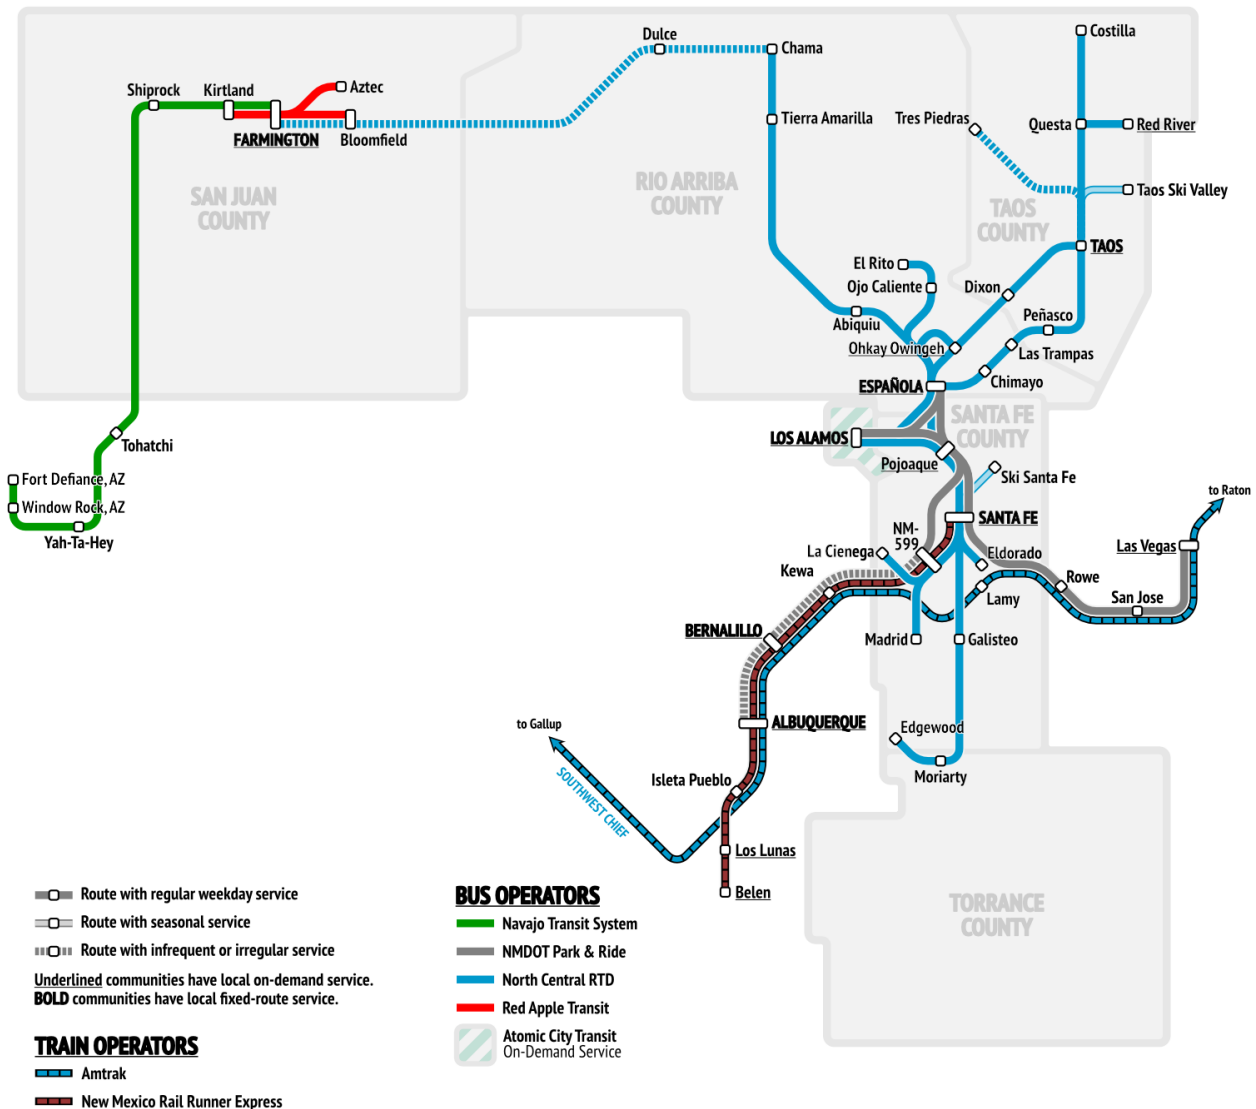 Costilla
Dulce
Chama
Shiprock
Kirtland
Aztec
FARMINGTON
Bloomfield
Tierra Amarilla
Tres Piedras
Questa
Red River
SAN JUAN
COUNTY
RIO ARRIBA
COUNTY
TAOS
COUNTY
Taos Ski Valley
TAOS
El Rito
Ojo Caliente
Dixon
Abiquiu
Peñasco
Ohkay Owingeh
Las Trampas
ESPAÑOLA
Chimayo
SANTA FE
COUNTY
LOS ALAMOS
Pojoaque
Tohatchi
Fort Defiance, AZ
Window Rock, AZ
Yah-Ta-Hey
Ski Santa Fe
to Raton
SANTA FE
NM-
599
La Cienega
Eldorado
Las Vegas
Kewa
Rowe
Lamy
San Jose
BERNALILLO
Madrid
Galisteo
to Gallup
ALBUQUERQUE
Edgewood
Moriarty
Isleta Pueblo
SOUTHWEST CHIEF
Los Lunas
Belen
TORRANCE
COUNTY
Route with regular weekday service
Route with seasonal service
Route with infrequent or irregular service
Underlined communities have local on-demand service.
BOLD communities have local fixed-route service.
TRAIN OPERATORS
Amtrak
New Mexico Rail Runner Express
BUS OPERATORS
Navajo Transit System
NMDOT Park & Ride
North Central RTD
Red Apple Transit
Atomic City Transit
On-Demand Service